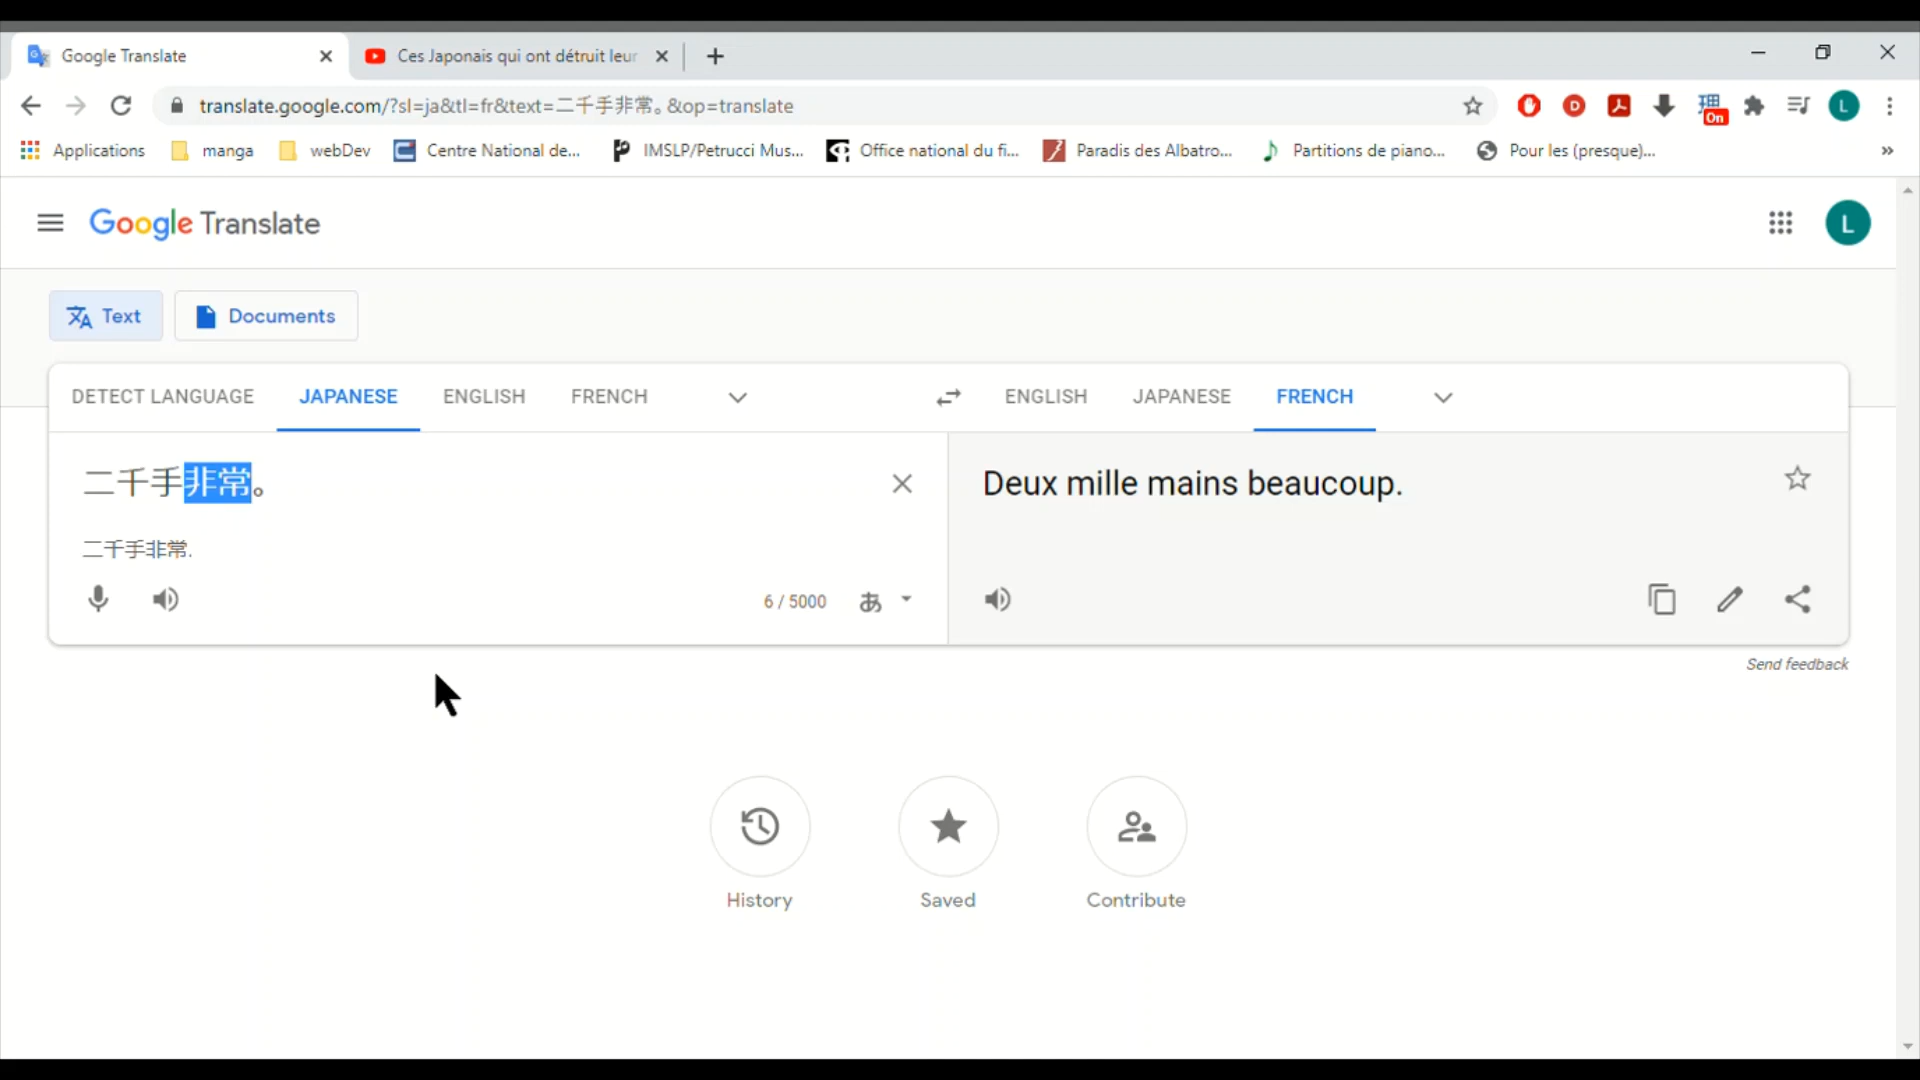 Google Translate
Ces Japonais qui ont détruit leur
translate.google.com/?sl=ja&tl=fr&text=二千手非常。&op=translate
On
L
Applications manga webDev Centre National de... IMSLP/Petrucci Mus... Office national du fi... Paradis des Albatro... Partitions de piano... Pour les (presque)...
Google Translate
L
Text Documents
DETECT LANGUAGE JAPANESE ENGLISH FRENCH
ENGLISH JAPANESE FRENCH
二千手非常。
Deux mille mains beaucoup.
二千手非常.
6 / 5000 あ
Send feedback
History Saved Contribute